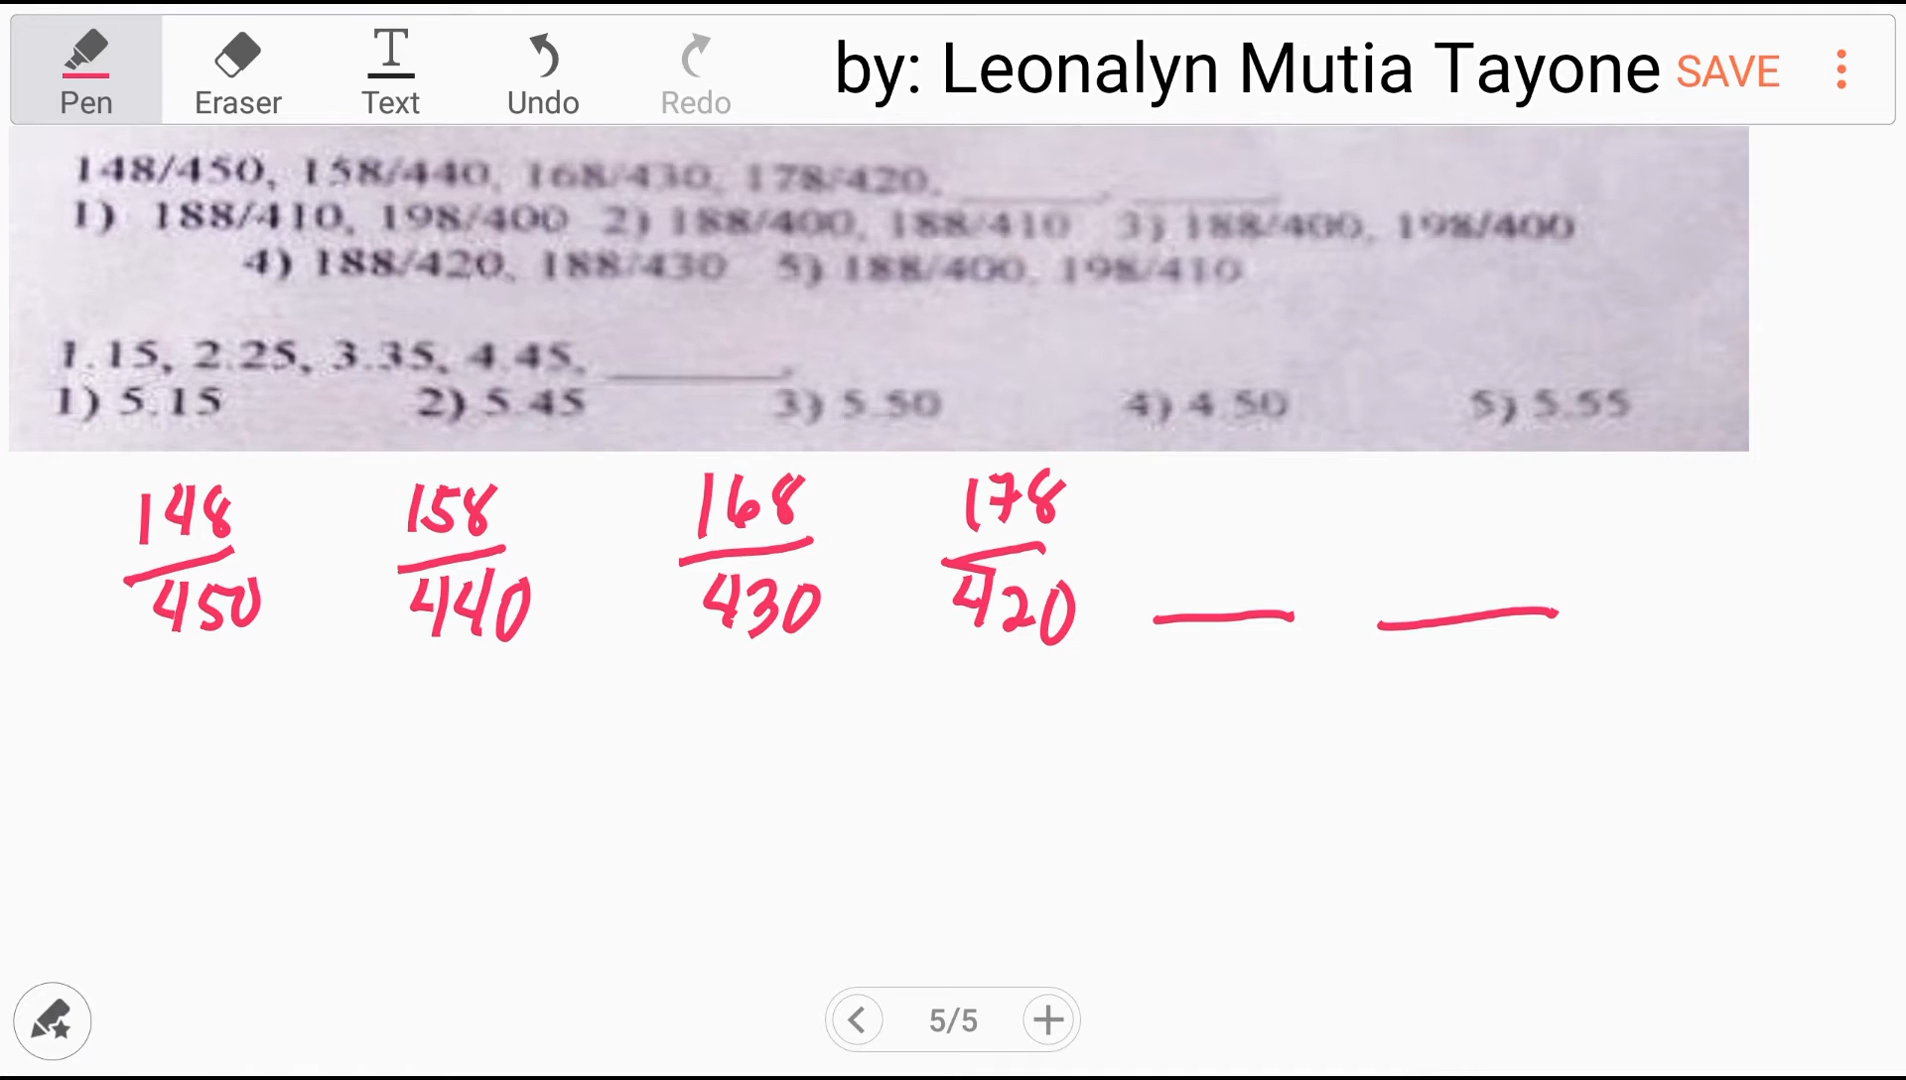 Pen Eraser Text Undo Redo by: Leonalyn Mutia Tayone SAVE
148/450, 158/440, 168/430, 178/420, ______, ______
1) 188/410, 198/400 2) 188/400, 188/410 3) 188/400, 198/400
4) 188/420, 188/430 5) 188/400, 198/410
1.15, 2.25, 3.35, 4.45, ________.
1) 5.15 2) 5.45 3) 5.50 4) 4.50 5) 5.55
148 158 168 178
450 440 430 420
5/5